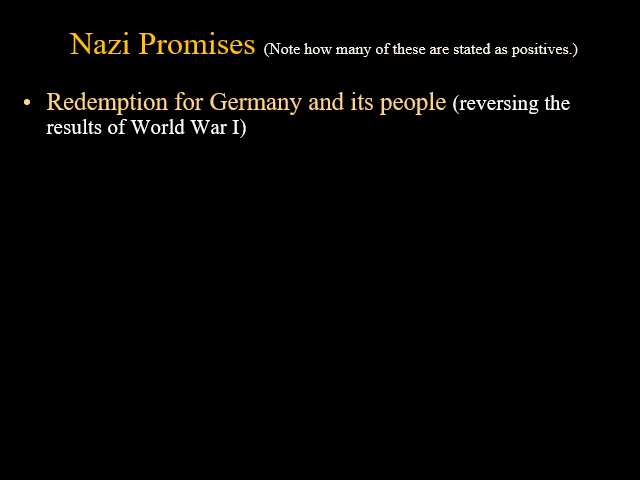 Nazi Promises (Note how many of these are stated as positives.)
• Redemption for Germany and its people (reversing the
results of World War I)